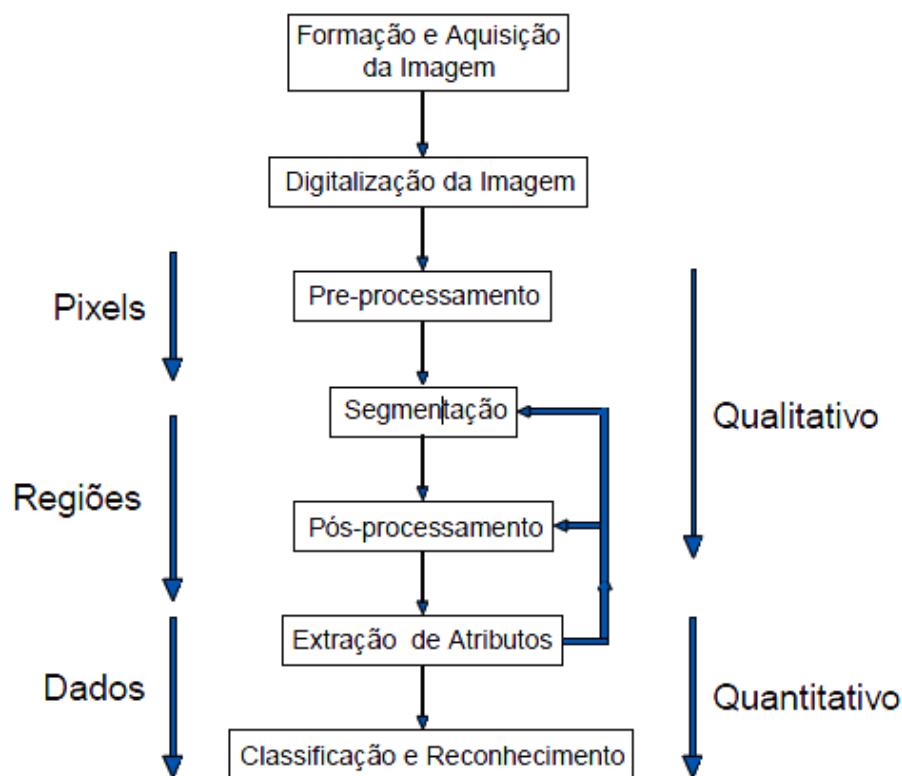 Formação e Aquisição
da Imagem
Digitalização da Imagem
Pre-processamento
Pixels
Segmentação
Qualitativo
Regiões
Pós-processamento
Extração de Atributos
Dados
Quantitativo
Classificação e Reconhecimento